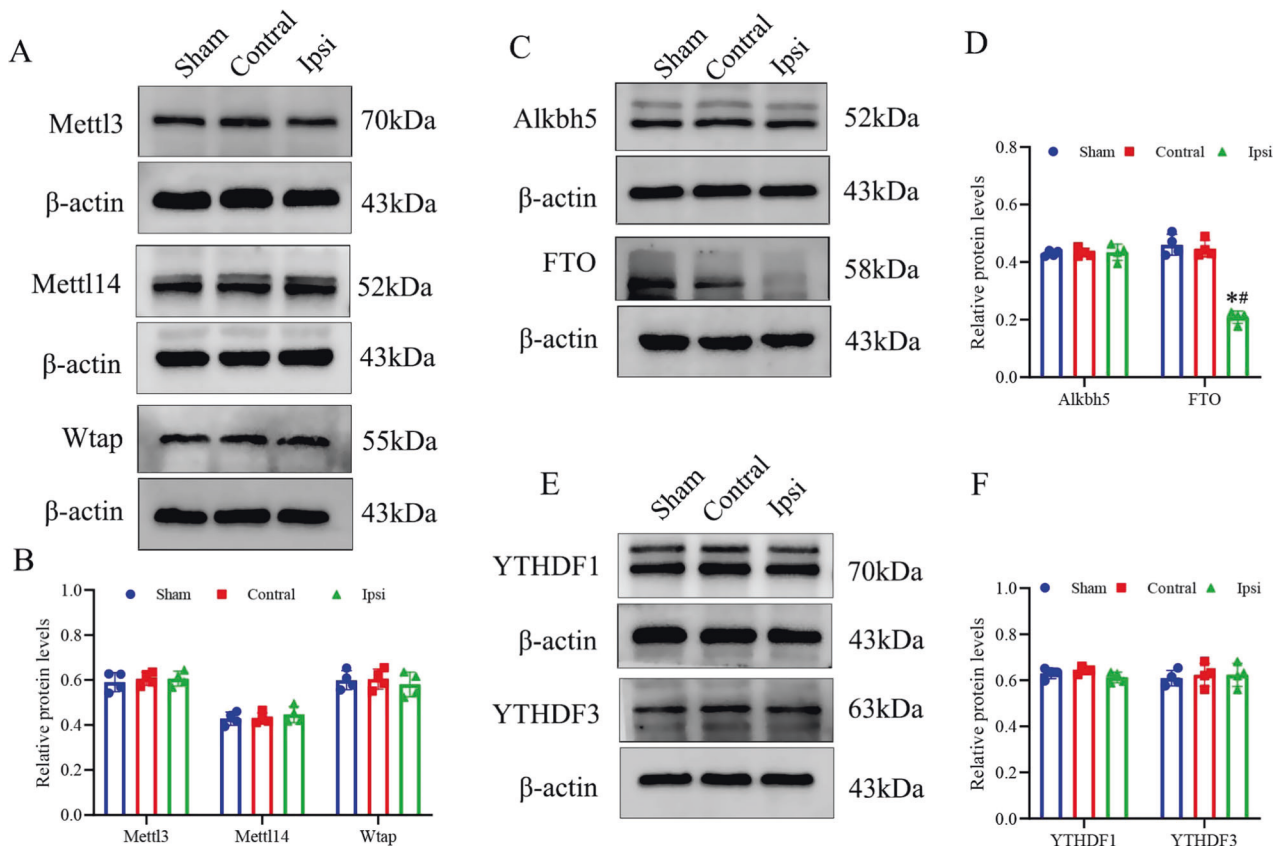 A
Sham Contral Ipsi
Mettl3 70kDa
β-actin 43kDa
Mettl14 52kDa
β-actin 43kDa
Wtap 55kDa
β-actin 43kDa
B
Relative protein levels
1.0
0.8
0.6
0.4
0.2
0.0
Sham Contral Ipsi
Mettl3 Mettl14 Wtap
C
Sham Contral Ipsi
Alkbh5 52kDa
β-actin 43kDa
FTO 58kDa
β-actin 43kDa
D
Relative protein levels
0.8
0.6
0.4
0.2
0.0
Sham Contral Ipsi
*#
Alkbh5 FTO
E
Sham Contral Ipsi
YTHDF1 70kDa
β-actin 43kDa
YTHDF3 63kDa
β-actin 43kDa
F
Relative protein levels
1.0
0.8
0.6
0.4
0.2
0.0
Sham Contral Ipsi
YTHDF1 YTHDF3